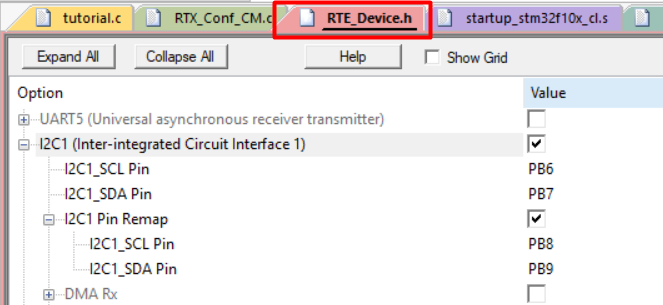 tutorial.c RTX_Conf_CM.c RTE_Device.h startup_stm32f10x_cl.s
Expand All Collapse All Help Show Grid
Option Value
UART5 (Universal asynchronous receiver transmitter)
I2C1 (Inter-integrated Circuit Interface 1)
I2C1_SCL Pin PB6
I2C1_SDA Pin PB7
I2C1 Pin Remap
I2C1_SCL Pin PB8
I2C1_SDA Pin PB9
DMA Rx